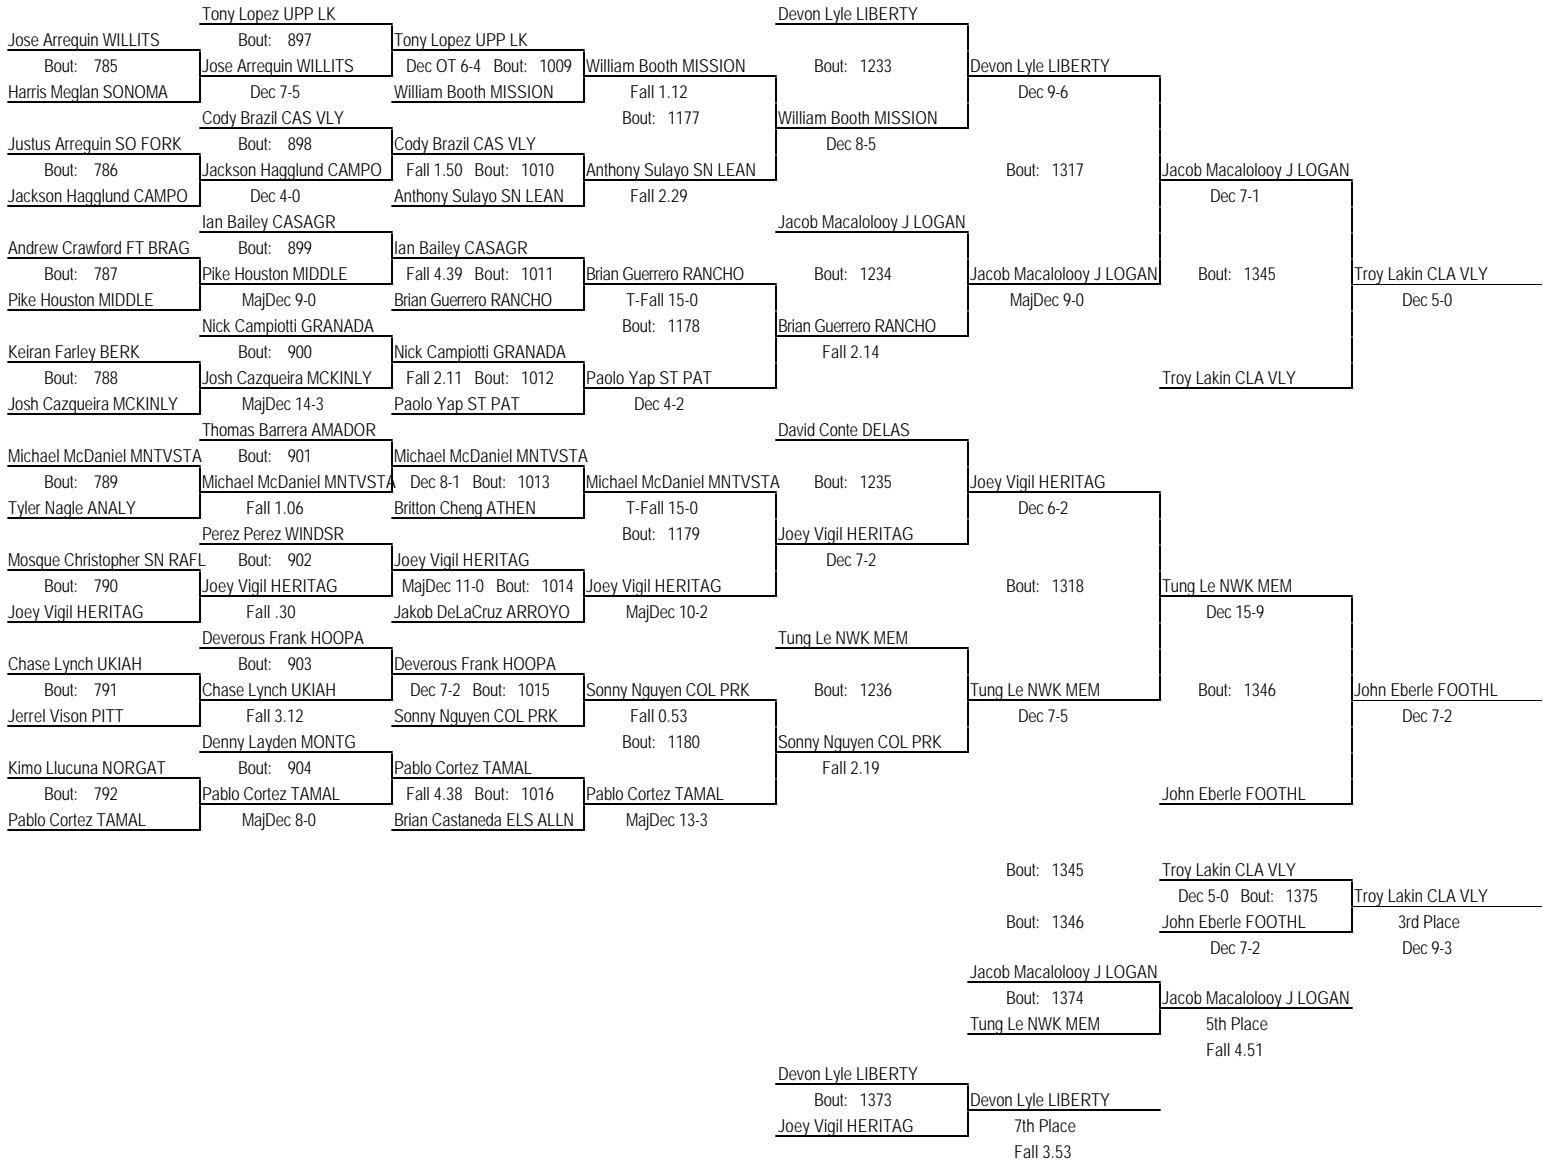 Tony Lopez UPP LK
Devon Lyle LIBERTY
Jose Arrequin WILLITS
Bout: 897
Tony Lopez UPP LK
Bout: 785
Jose Arrequin WILLITS
Dec OT 6-4 Bout: 1009
William Booth MISSION
Bout: 1233
Devon Lyle LIBERTY
Harris Meglan SONOMA
Dec 7-5
William Booth MISSION
Fall 1.12
Dec 9-6
Cody Brazil CAS VLY
Bout: 1177
William Booth MISSION
Justus Arreguin SO FORK
Bout: 898
Cody Brazil CAS VLY
Dec 8-5
Bout: 786
Jackson Hagglund CAMPO
Fall 1.50 Bout: 1010
Anthony Sulayo SN LEAN
Bout: 1317
Jacob Macalolooy J LOGAN
Jackson Hagglund CAMPO
Dec 4-0
Anthony Sulayo SN LEAN
Fall 2.29
Dec 7-1
Ian Bailey CASAGR
Jacob Macalolooy J LOGAN
Andrew Crawford FT BRAG
Bout: 899
Ian Bailey CASAGR
Bout: 787
Pike Houston MIDDLE
Fall 4.39 Bout: 1011
Brian Guerrero RANCHO
Bout: 1234
Jacob Macalolooy J LOGAN
Bout: 1345
Troy Lakin CLA VLY
Pike Houston MIDDLE
MajDec 9-0
Brian Guerrero RANCHO
T-Fall 15-0
MajDec 9-0
Dec 5-0
Nick Campiotti GRANADA
Bout: 1178
Brian Guerrero RANCHO
Keiran Farley BERK
Bout: 900
Nick Campiotti GRANADA
Fall 2.14
Bout: 788
Josh Cazqueira MCKINLY
Fall 2.11 Bout: 1012
Paolo Yap ST PAT
Troy Lakin CLA VLY
Josh Cazqueira MCKINLY
MajDec 14-3
Paolo Yap ST PAT
Dec 4-2
Thomas Barrera AMADOR
David Conte DELAS
Michael McDaniel MNTVSTA
Bout: 901
Michael McDaniel MNTVSTA
Bout: 789
Michael McDaniel MNTVSTA
Dec 8-1 Bout: 1013
Michael McDaniel MNTVSTA
Bout: 1235
Joey Vigil HERITAG
Tyler Nagle ANALY
Fall 1.06
Britton Cheng ATHEN
T-Fall 15-0
Dec 6-2
Perez Perez WINDSR
Bout: 1179
Joey Vigil HERITAG
Mosque Christopher SN RAFL
Bout: 902
Joey Vigil HERITAG
Dec 7-2
Bout: 790
Joey Vigil HERITAG
MajDec 11-0 Bout: 1014
Joey Vigil HERITAG
Bout: 1318
Tung Le NWK MEM
Joey Vigil HERITAG
Fall .30
Jakob DeLaCruz ARROYO
MajDec 10-2
Dec 15-9
Deverous Frank HOOPA
Tung Le NWK MEM
Chase Lynch UKIAH
Bout: 903
Deverous Frank HOOPA
Bout: 791
Chase Lynch UKIAH
Dec 7-2 Bout: 1015
Sonny Nguyen COL PRK
Bout: 1236
Tung Le NWK MEM
Bout: 1346
John Eberle FOOTHL
Jerrel Vison PITT
Fall 3.12
Sonny Nguyen COL PRK
Fall 0.53
Dec 7-5
Dec 7-2
Denny Layden MONTG
Bout: 1180
Sonny Nguyen COL PRK
Kimo Llucuna NORGAT
Bout: 904
Pablo Cortez TAMAL
Fall 2.19
Bout: 792
Pablo Cortez TAMAL
Fall 4.38 Bout: 1016
Pablo Cortez TAMAL
John Eberle FOOTHL
Pablo Cortez TAMAL
MajDec 8-0
Brian Castaneda ELS ALLN
MajDec 13-3
Bout: 1345
Troy Lakin CLA VLY
Dec 5-0 Bout: 1375
Troy Lakin CLA VLY
Bout: 1346
John Eberle FOOTHL
3rd Place
Dec 7-2
Dec 9-3
Jacob Macalolooy J LOGAN
Bout: 1374
Jacob Macalolooy J LOGAN
Tung Le NWK MEM
5th Place
Fall 4.51
Devon Lyle LIBERTY
Bout: 1373
Devon Lyle LIBERTY
Joey Vigil HERITAG
7th Place
Fall 3.53